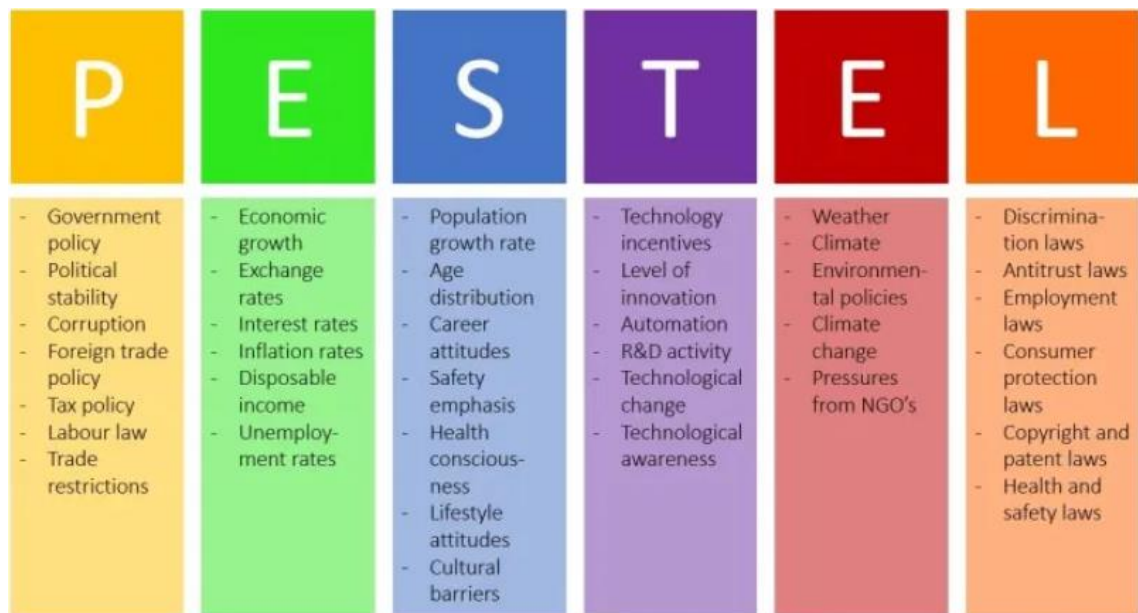 P
E
S
T
E
L
- Government
policy
- Political
stability
- Corruption
- Foreign trade
policy
- Tax policy
- Labour law
- Trade
restrictions
- Economic
growth
- Exchange
rates
- Interest rates
- Inflation rates
- Disposable
income
- Unemploy-
ment rates
- Population
growth rate
- Age
distribution
- Career
attitudes
- Safety
emphasis
- Health
conscious-
ness
- Lifestyle
attitudes
- Cultural
barriers
- Technology
incentives
- Level of
innovation
- Automation
- R&D activity
- Technological
change
- Technological
awareness
- Weather
- Climate
- Environmen-
tal policies
- Climate
change
- Pressures
from NGO's
- Discrimina-
tion laws
- Antitrust laws
- Employment
laws
- Consumer
protection
laws
- Copyright and
patent laws
- Health and
safety laws